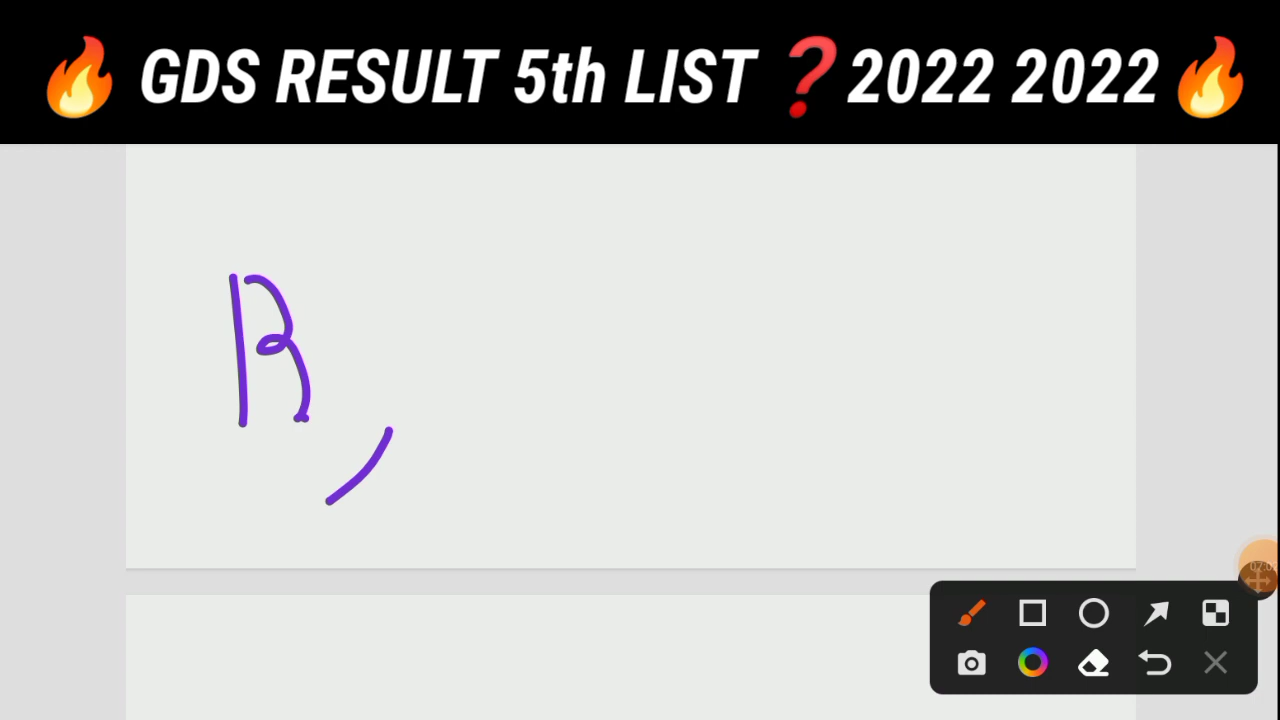 🔥 GDS RESULT 5th LIST ❓2022 2022 🔥
R,